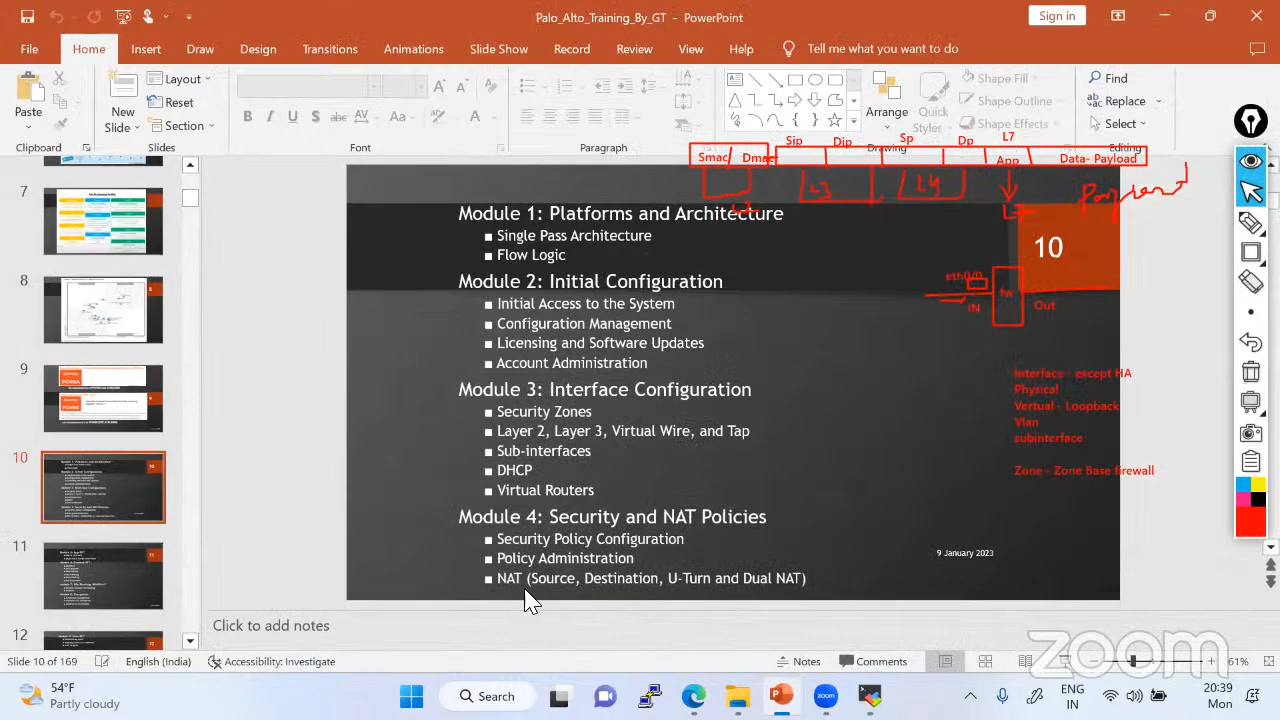 Palo_Alto_Training_By_GT - PowerPoint
Sign in
File Home Insert Draw Design Transitions Animations Slide Show Record Review View Help Tell me what you want to do
Paste
New
Slide
Layout
Reset
Section
Arrange
Quick
Styles
Shape Fill
Shape Outline
Shape Effects
Find
Replace
Select
Clipboard
Slides
Font
Paragraph
Drawing
Editing
Sip Dip Sp Dp L7
Smac Dmac App Data- Payload
L3 L4 Payload
L2
7
8
9
10
11
12
Module 1: Platforms and Architecture
Single Pass Architecture
Flow Logic
Module 2: Initial Configuration
Initial Access to the System
Configuration Management
Licensing and Software Updates
Account Administration
Interface Configuration
Security Zones
Layer 2, Layer 3, Virtual Wire, and Tap
Sub-interfaces
DHCP
Virtual Routers
Module 4: Security and NAT Policies
Security Policy Configuration
Policy Administration
Source, Destination, U-Turn and Dual NAT)
10
eth0/0
fw
IN
Out
Interface - except HA
Physical
Vertual - Loopback
Vlan
subinterface
Zone - Zone Base firewall
9 January 2023
Click to add notes
Slide 10 of 169
English (India)
Accessibility: Investigate
Notes
Comments
61%
zoom
54°F
Partly cloudy
Search
zoom
ENG
IN
20:39
Mon